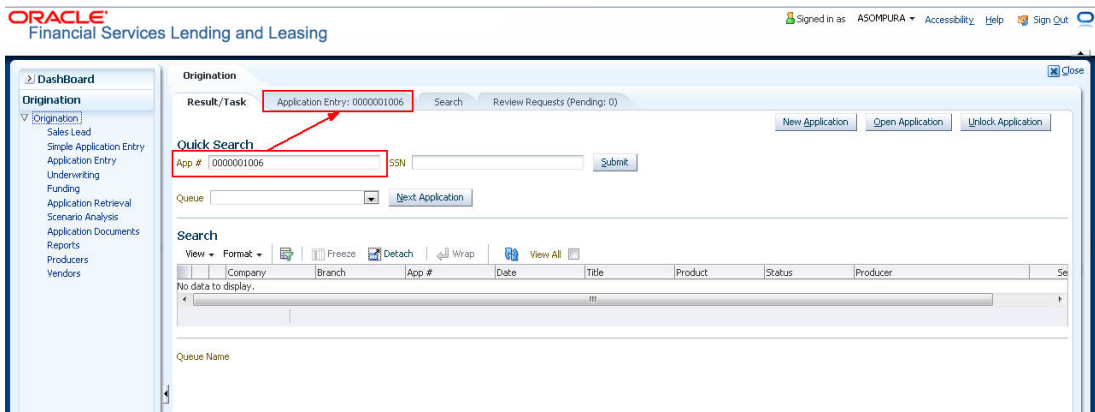 ORACLE
Financial Services Lending and Leasing
Signed in as ASOMPURA Accessibility Help Sign Out
Close
DashBoard
Origination
Origination
Sales Lead
Simple Application Entry
Application Entry
Underwriting
Funding
Application Retrieval
Scenario Analysis
Application Documents
Reports
Producers
Vendors
Origination
Result/Task Application Entry: 0000001006 Search Review Requests (Pending: 0)
New Application Open Application Unlock Application
Quick Search
App # 0000001006 SSN Submit
Queue Next Application
Search
View Format Freeze Detach Wrap View All
Company Branch App # Date Title Product Status Producer Se
No data to display.
Queue Name